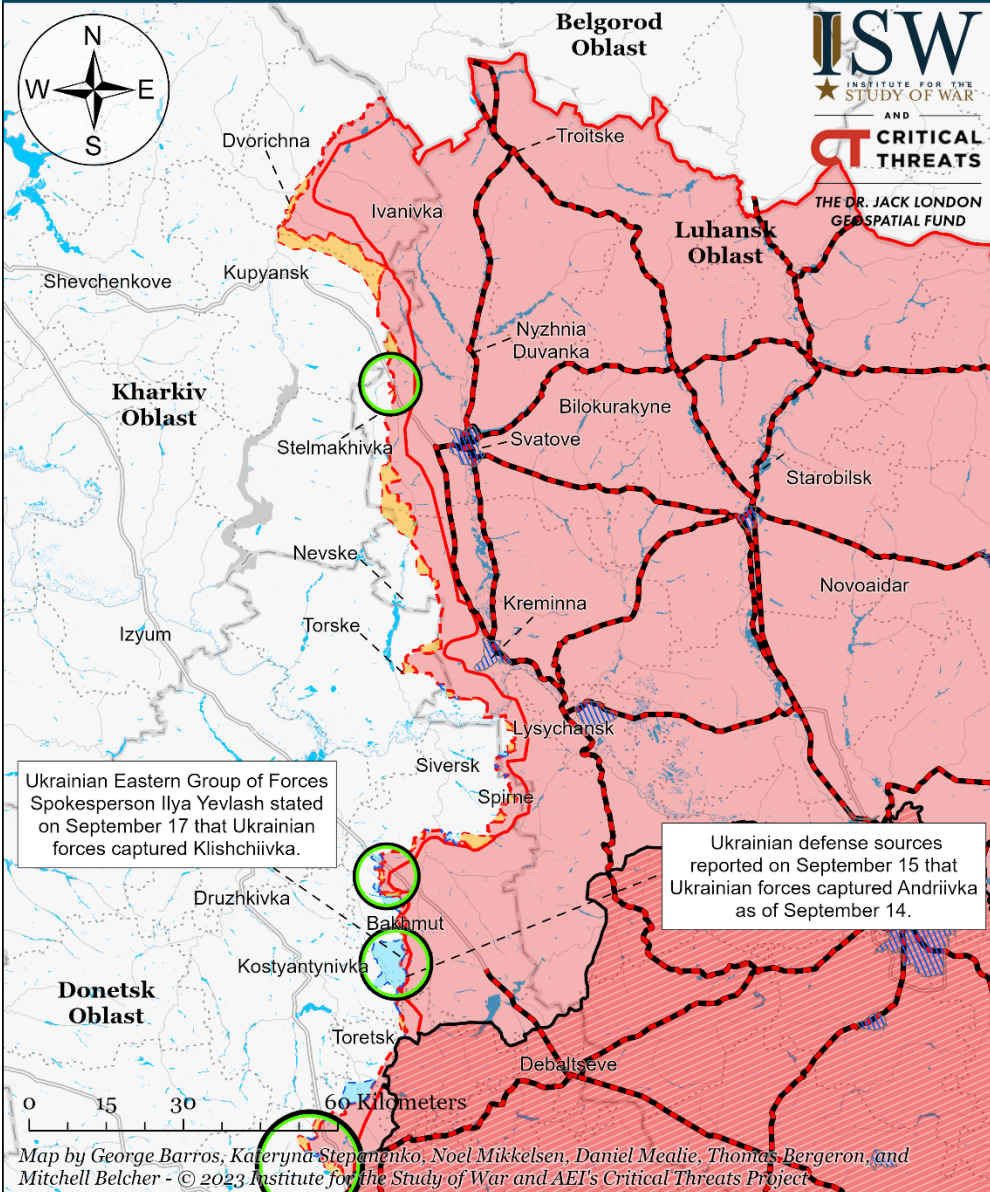 N
W
E
S
Belgorod
Oblast
ISW
INSTITUTE FOR THE
STUDY OF WAR
AND
CT CRITICAL
THREATS
THE DR. JACK LONDON
GEOSPATIAL FUND
Dvorichna
Troitske
Ivanivka
Luhansk
Oblast
Shevchenkove
Kupyansk
Nyzhnia
Duvanka
Kharkiv
Oblast
Bilokurakyne
Stelmakhivka
Svatove
Starobilsk
Nevske
Novoaidar
Kreminna
Torske
Izyum
Lysychansk
Siversk
Spirne
Ukrainian Eastern Group of Forces
Spokesperson Ilya Yevlash stated
on September 17 that Ukrainian
forces captured Klishchiivka.
Ukrainian defense sources
reported on September 15 that
Ukrainian forces captured Andriivka
as of September 14.
Druzhkivka
Bakhmut
Kostyantynivka
Donetsk
Oblast
Toretsk
Debaltseve
0 15 30 60 Kilometers
Map by George Barros, Kateryna Stepanenko, Noel Mikkelsen, Daniel Mealie, Thomas Bergeron, and
Mitchell Belcher - © 2023 Institute for the Study of War and AEI's Critical Threats Project